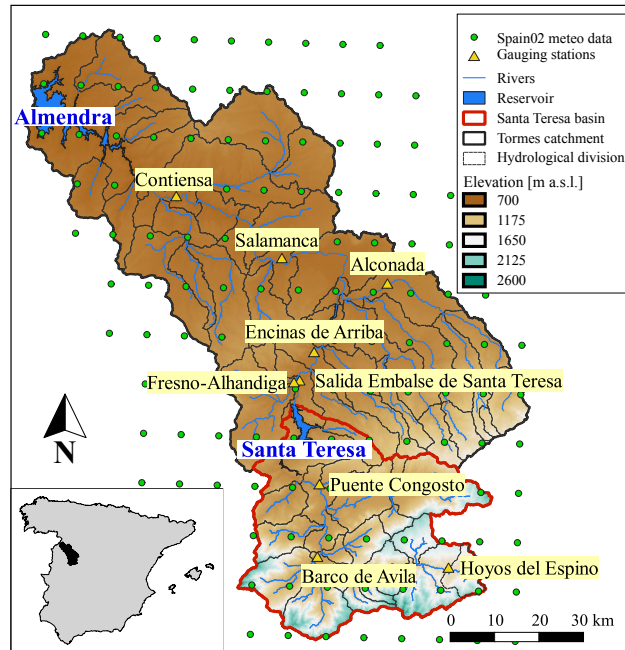 Spain02 meteo data
Gauging stations
Rivers
Reservoir
Santa Teresa basin
Tormes catchment
Hydrological division
Elevation [m a.s.l.]
700
1175
1650
2125
2600
Almendra
Contiensa
Salamanca
Alconada
Encinas de Arriba
Fresno-Alhandiga
Salida Embalse de Santa Teresa
Santa Teresa
Puente Congosto
Barco de Avila
Hoyos del Espino
N
0 10 20 30 km